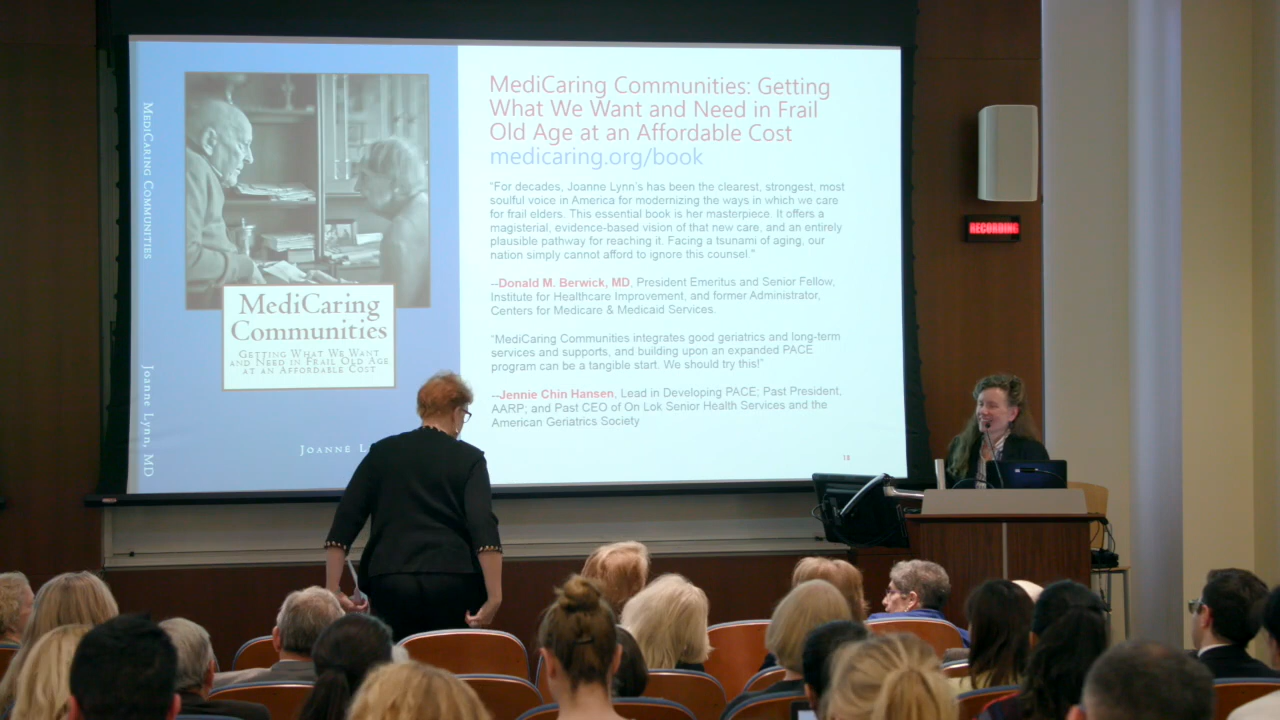 MediCaring Communities
Joanne Lynn, MD
MediCaring
Communities
Getting What We Want
and Need in Frail Old Age
at an Affordable Cost
Joanne L
MediCaring Communities: Getting
What We Want and Need in Frail
Old Age at an Affordable Cost
medicaring.org/book
"For decades, Joanne Lynn's has been the clearest, strongest, most
soulful voice in America for modernizing the ways in which we care
for frail elders. This essential book is her masterpiece. It offers a
magisterial, evidence-based vision of that new care, and an entirely
plausible pathway for reaching it. Facing a tsunami of aging, our
nation simply cannot afford to ignore this counsel."
--Donald M. Berwick, MD, President Emeritus and Senior Fellow,
Institute for Healthcare Improvement, and former Administrator,
Centers for Medicare & Medicaid Services.
"MediCaring Communities integrates good geriatrics and long-term
services and supports, and building upon an expanded PACE
program can be a tangible start. We should try this!"
--Jennie Chin Hansen, Lead in Developing PACE; Past President,
AARP; and Past CEO of On Lok Senior Health Services and the
American Geriatrics Society
18
RECORDING